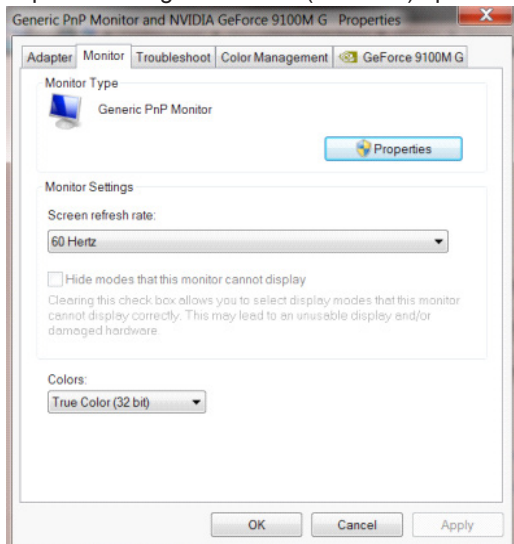 Generic PnP Monitor and NVIDIA GeForce 9100M G Properties
X
Adapter Monitor Troubleshoot Color Management GeForce 9100M G
Monitor Type
Generic PnP Monitor
Properties
Monitor Settings
Screen refresh rate:
60 Hertz
Hide modes that this monitor cannot display
Clearing this check box allows you to select display modes that this monitor
cannot display correctly. This may lead to an unusable display and/or
damaged hardware.
Colors:
True Color (32 bit)
OK Cancel Apply